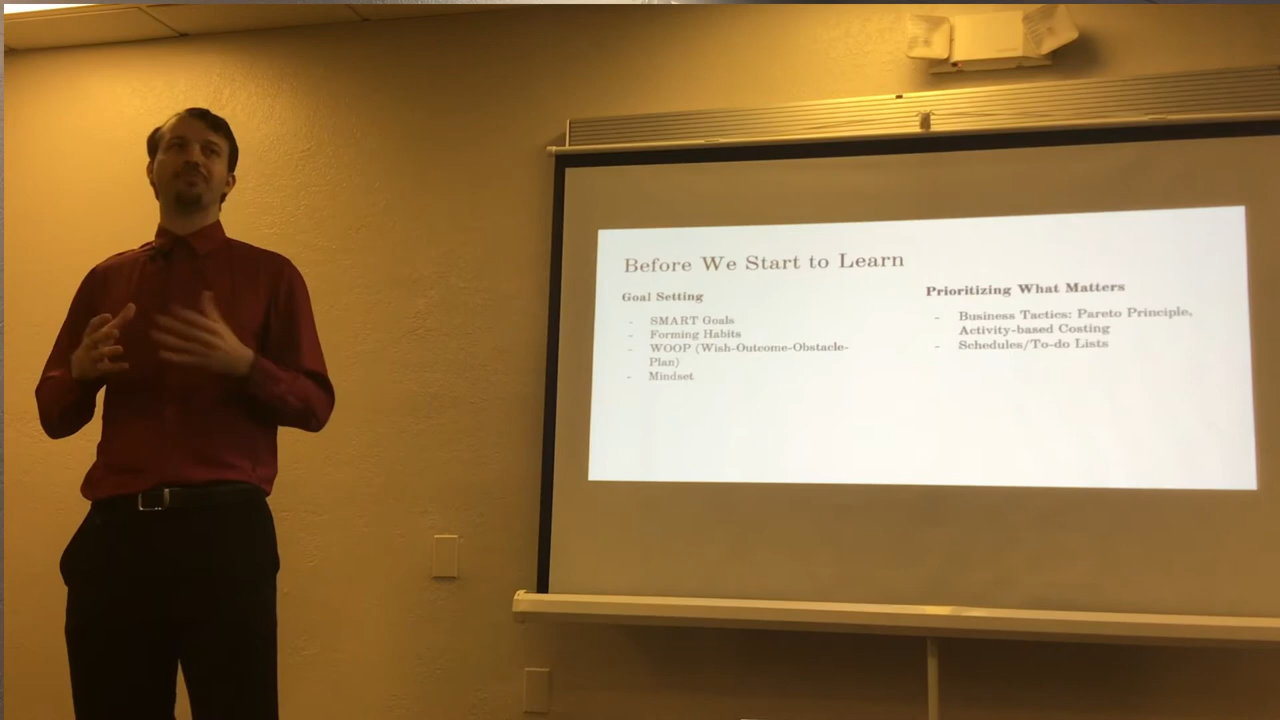 Before We Start to Learn
Goal Setting
- SMART Goals
- Forming Habits
- WOOP (Wish-Outcome-Obstacle-
Plan)
- Mindset
Prioritizing What Matters
- Business Tactics: Pareto Principle,
Activity-based Costing
- Schedules/To-do Lists